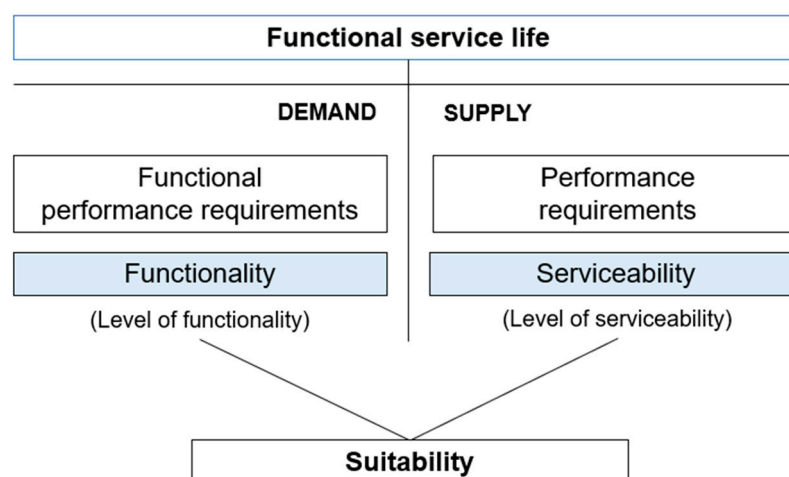 Functional service life
DEMAND
SUPPLY
Functional
performance requirements
Performance
requirements
Functionality
Serviceability
(Level of functionality)
(Level of serviceability)
Suitability